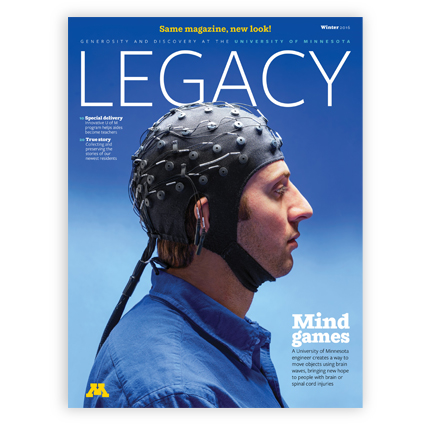 Same magazine, new look!
Winter 2016
GENEROSITY AND DISCOVERY AT THE UNIVERSITY OF MINNESOTA
LEGACY
Special delivery
Innovative U of M
program helps aides
become teachers
True story
Collecting and
preserving the
stories of our
newest residents
Mind
games
A University of Minnesota
engineer creates a way to
move objects using brain
waves, bringing new hope
to people with brain or
spinal cord injuries
M